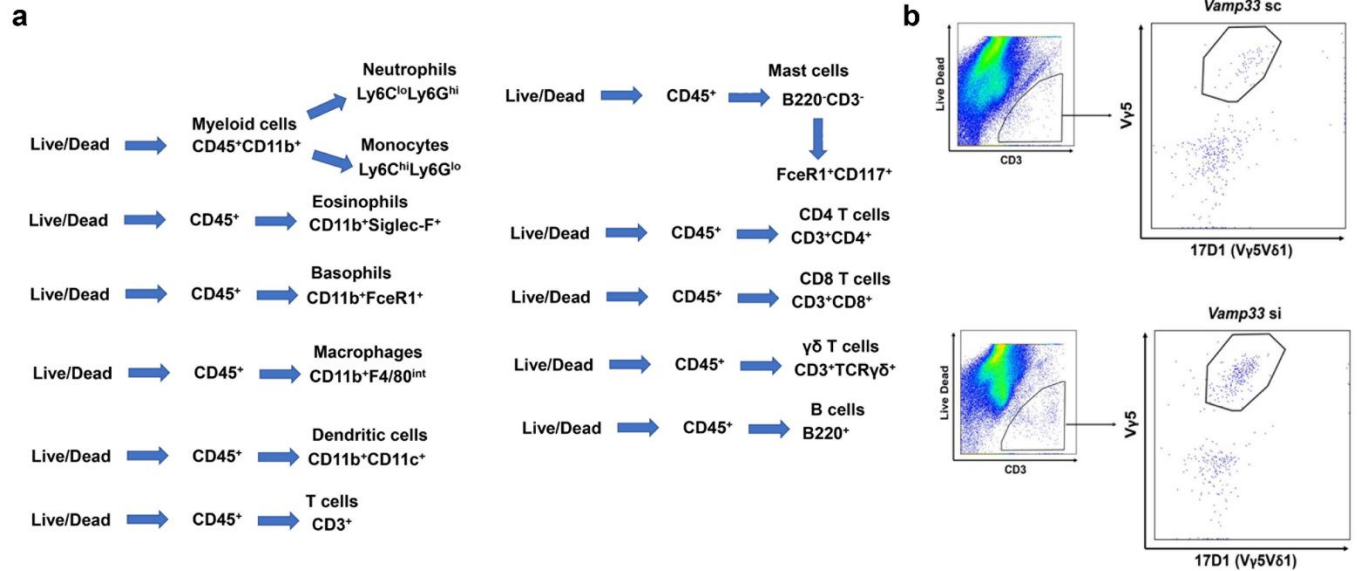 a
Live/Dead
Myeloid cells
CD45⁺CD11b⁺
Neutrophils
Ly6CˡᵒLy6Gʰⁱ
Monocytes
Ly6CʰⁱLy6Gˡᵒ
Live/Dead
CD45⁺
Eosinophils
CD11b⁺Siglec-F⁺
Live/Dead
CD45⁺
Basophils
CD11b⁺FceR1⁺
Live/Dead
CD45⁺
Macrophages
CD11b⁺F4/80ⁱⁿᵗ
Live/Dead
CD45⁺
Dendritic cells
CD11b⁺CD11c⁺
Live/Dead
CD45⁺
T cells
CD3⁺
Live/Dead
CD45⁺
Mast cells
B220⁻CD3⁻
FceR1⁺CD117⁺
Live/Dead
CD45⁺
CD4 T cells
CD3⁺CD4⁺
Live/Dead
CD45⁺
CD8 T cells
CD3⁺CD8⁺
Live/Dead
CD45⁺
γδ T cells
CD3⁺TCRγδ⁺
Live/Dead
CD45⁺
B cells
B220⁺
b
Vamp33 sc
Live Dead
CD3
Vγ5
17D1 (Vγ5Vδ1)
Vamp33 si
Live Dead
CD3
Vγ5
17D1 (Vγ5Vδ1)